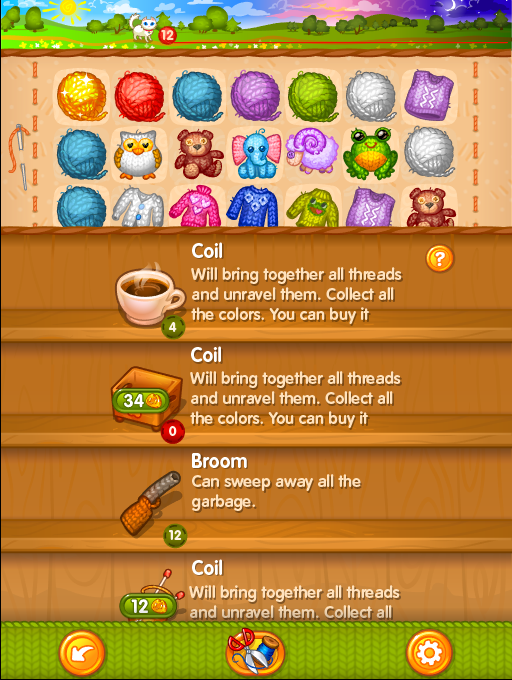 12
Coil
Will bring together all threads
and unravel them. Collect all
the colors. You can buy it
?
4
Coil
Will bring together all threads
and unravel them. Collect all
the colors. You can buy it
34
0
Broom
Can sweep away all the
garbage.
12
Coil
Will bring together all threads
and unravel them. Collect all
12